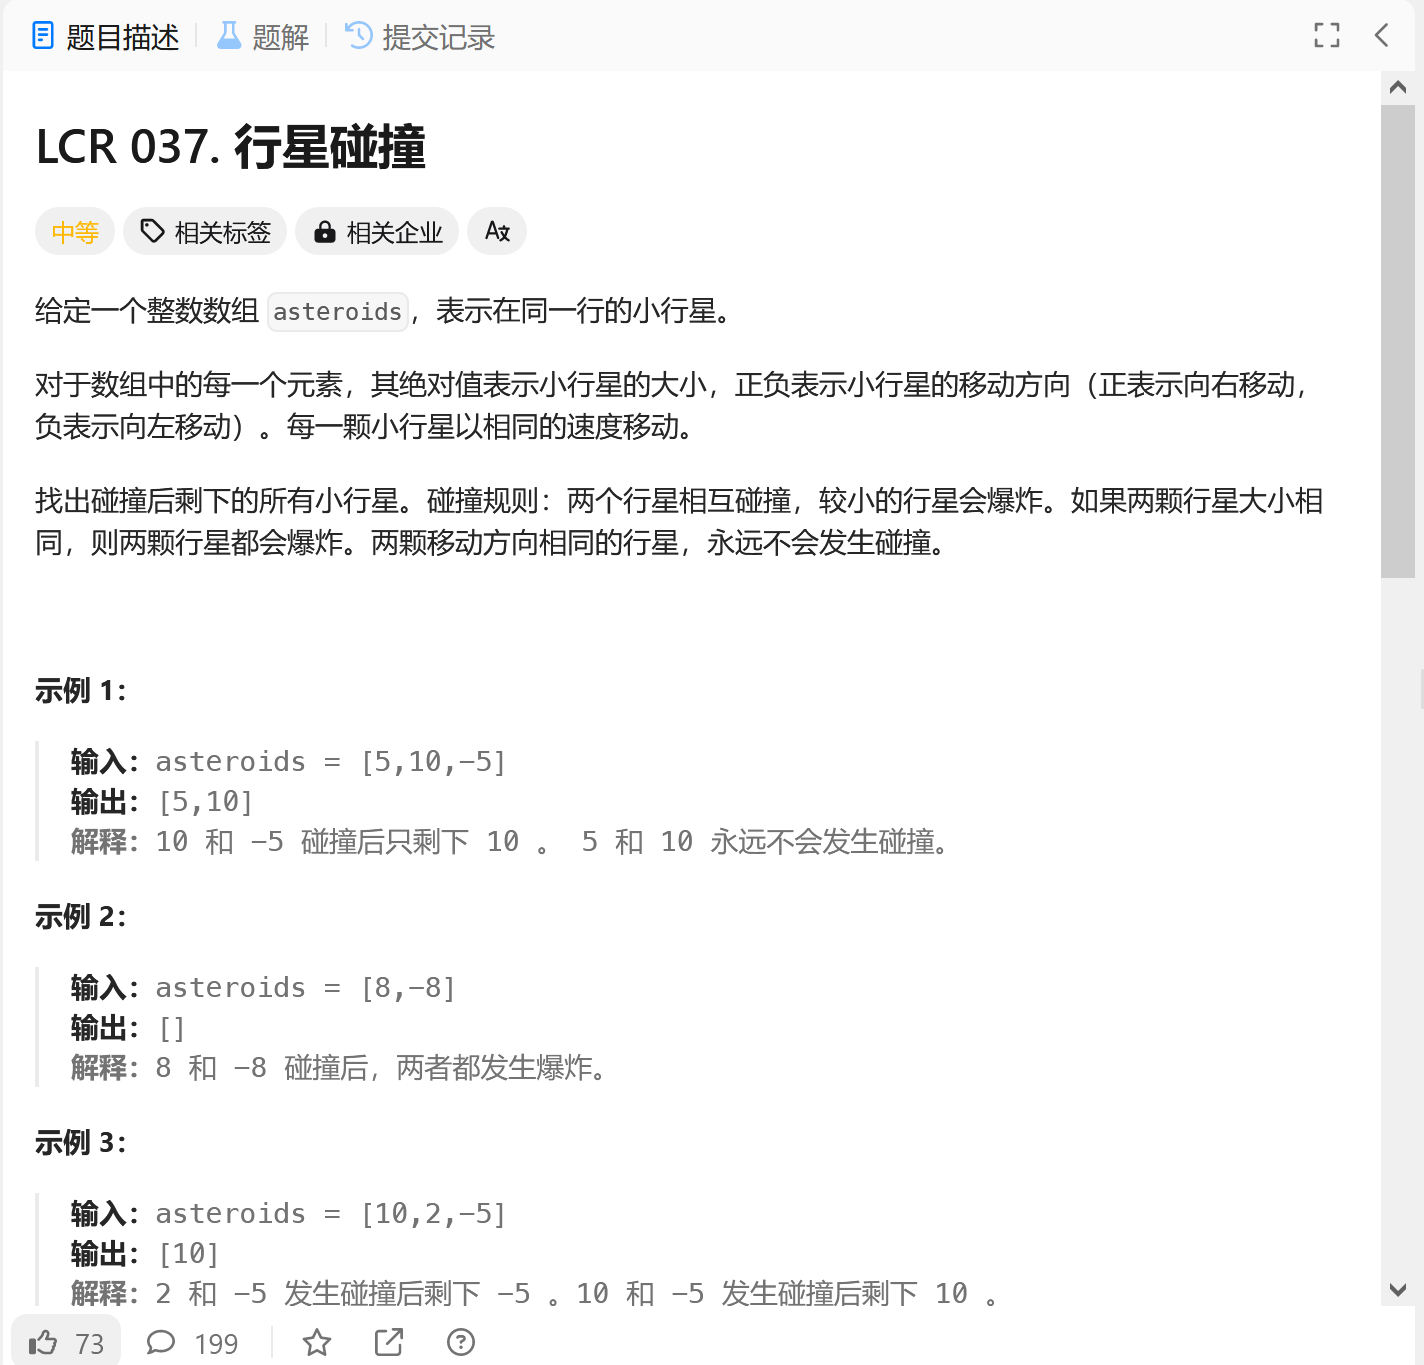 题目描述 题解 提交记录
LCR 037. 行星碰撞
中等 相关标签 相关企业
给定一个整数数组 asteroids，表示在同一行的小行星。
对于数组中的每一个元素，其绝对值表示小行星的大小，正负表示小行星的移动方向（正表示向右移动，
负表示向左移动）。每一颗小行星以相同的速度移动。
找出碰撞后剩下的所有小行星。碰撞规则：两个行星相互碰撞，较小的行星会爆炸。如果两颗行星大小相
同，则两颗行星都会爆炸。两颗移动方向相同的行星，永远不会发生碰撞。
示例 1：
输入：asteroids = [5,10,-5]
输出：[5,10]
解释：10 和 -5 碰撞后只剩下 10 。 5 和 10 永远不会发生碰撞。
示例 2：
输入：asteroids = [8,-8]
输出：[]
解释：8 和 -8 碰撞后，两者都发生爆炸。
示例 3：
输入：asteroids = [10,2,-5]
输出：[10]
解释：2 和 -5 发生碰撞后剩下 -5 。10 和 -5 发生碰撞后剩下 10 。
73 199